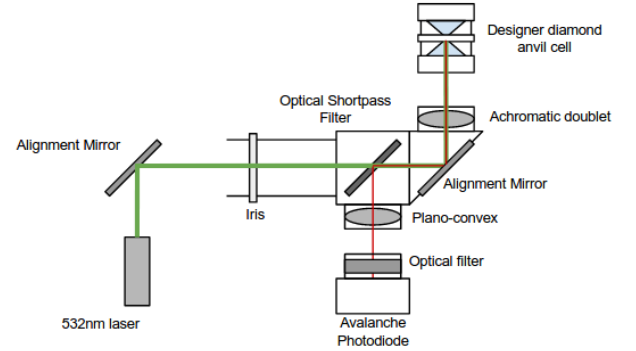 Designer diamond
anvil cell
Optical Shortpass
Filter
Achromatic doublet
Alignment Mirror
Alignment Mirror
Iris
Plano-convex
Optical filter
532nm laser
Avalanche
Photodiode